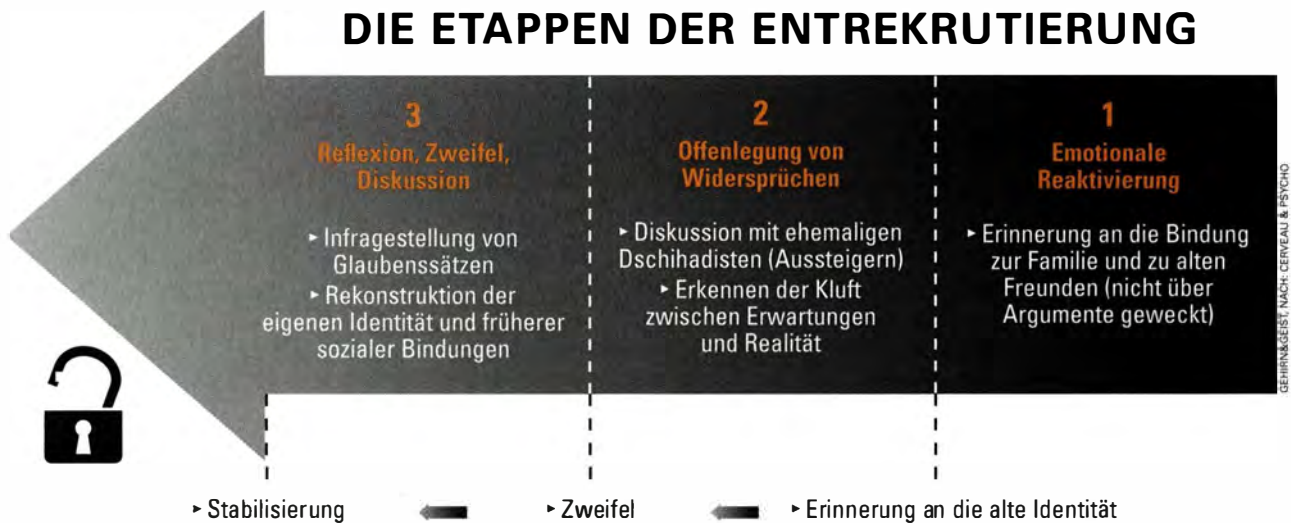 DIE ETAPPEN DER ENTREKRUTIERUNG
3
Reflexion, Zweifel,
Diskussion
▸ Infragestellung von
Glaubenssätzen
▸ Rekonstruktion der
eigenen Identität und früherer
sozialer Bindungen
2
Offenlegung von
Widersprüchen
▸ Diskussion mit ehemaligen
Dschihadisten (Aussteigern)
▸ Erkennen der Kluft
zwischen Erwartungen
und Realität
1
Emotionale
Reaktivierung
▸ Erinnerung an die Bindung
zur Familie und zu alten
Freunden (nicht über
Argumente geweckt)
GEHIRN&GEIST, NACH: CERVEAU & PSYCHO
▸ Stabilisierung
▸ Zweifel
▸ Erinnerung an die alte Identität